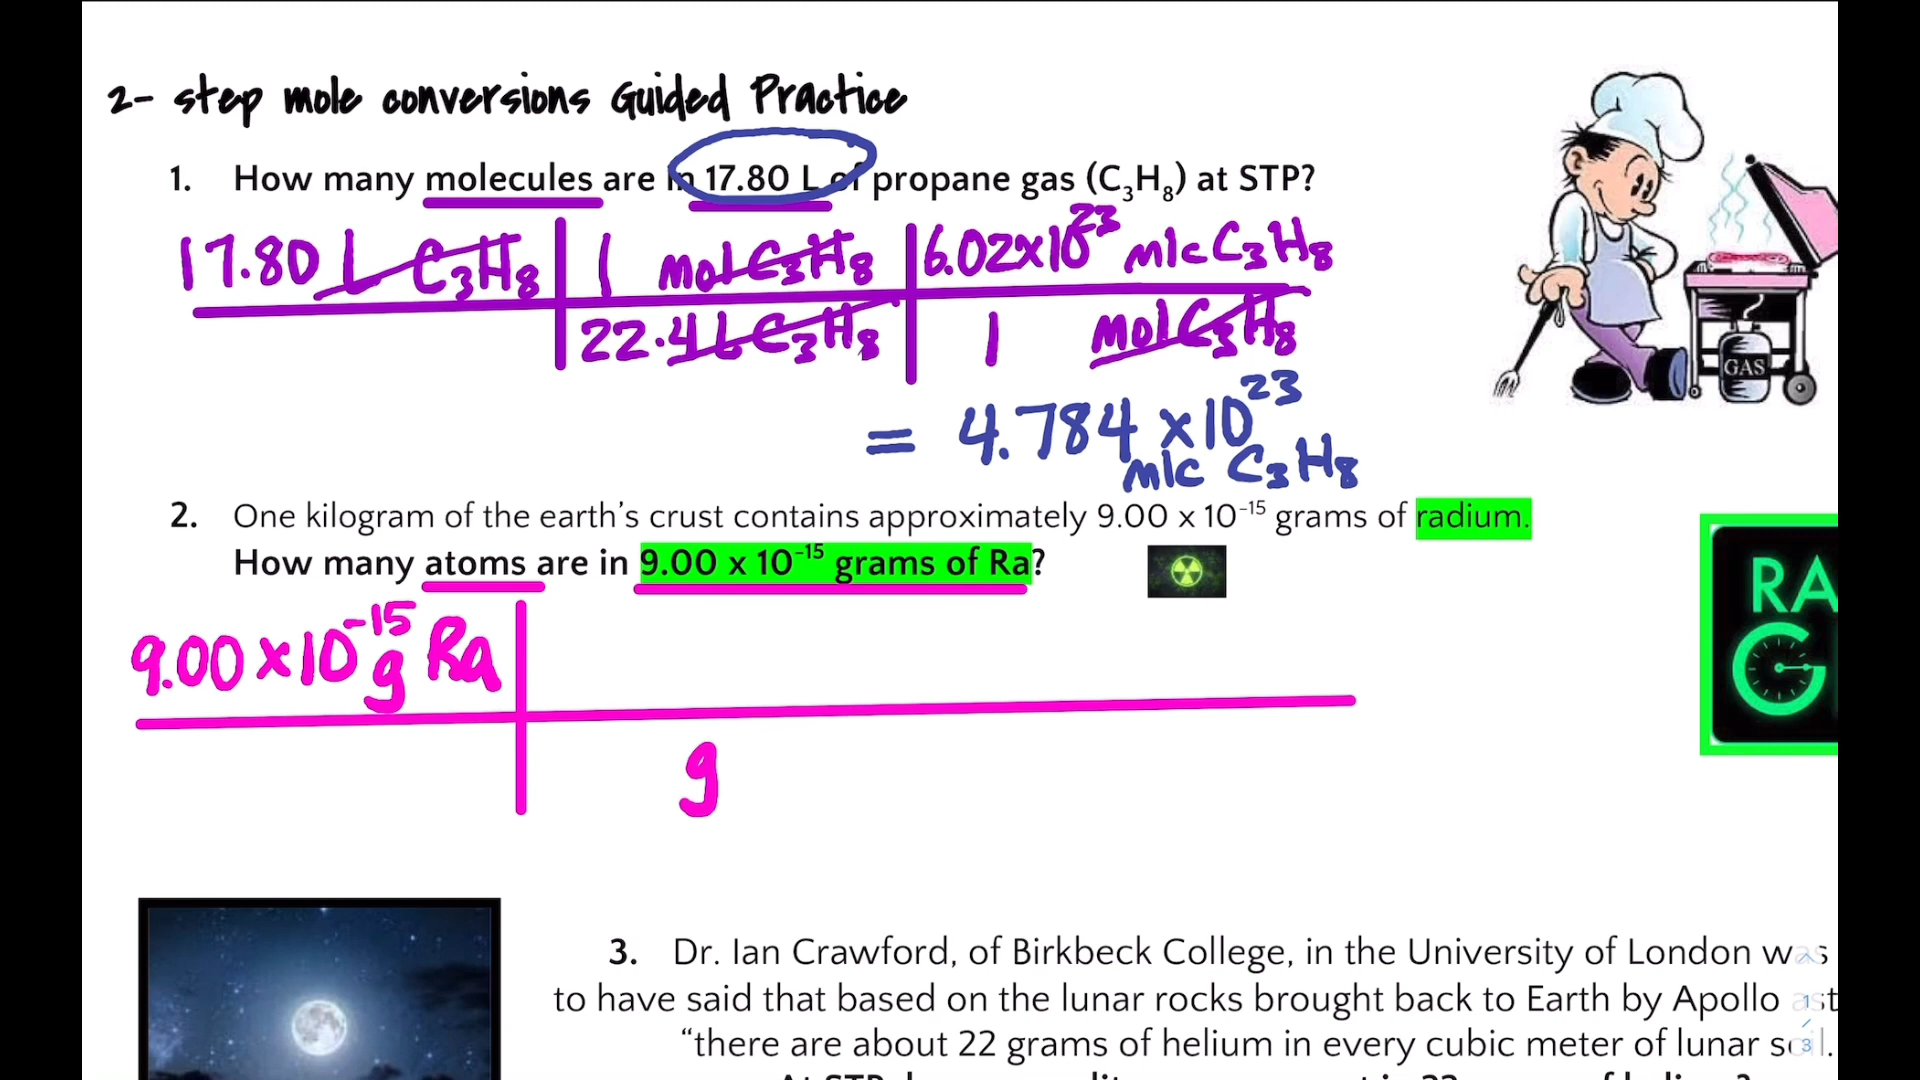 2- step mole conversions Guided Practice
1. How many molecules are in 17.80 L of propane gas (C₃H₈) at STP?
17.80 L C₃H₈ | 1 mol C₃H₈ | 6.02x10²³ mlc C₃H₈
22.4 L C₃H₈ | 1 mol C₃H₈
GAS
= 4.784 x10²³
mlc C₃H₈
2. One kilogram of the earth’s crust contains approximately 9.00 x 10⁻¹⁵ grams of radium.
How many atoms are in 9.00 x 10⁻¹⁵ grams of Ra?
RA
G
9.00 x10⁻¹⁵ g Ra
g
3. Dr. Ian Crawford, of Birkbeck College, in the University of London was
to have said that based on the lunar rocks brought back to Earth by Apollo
“there are about 22 grams of helium in every cubic meter of lunar soil.